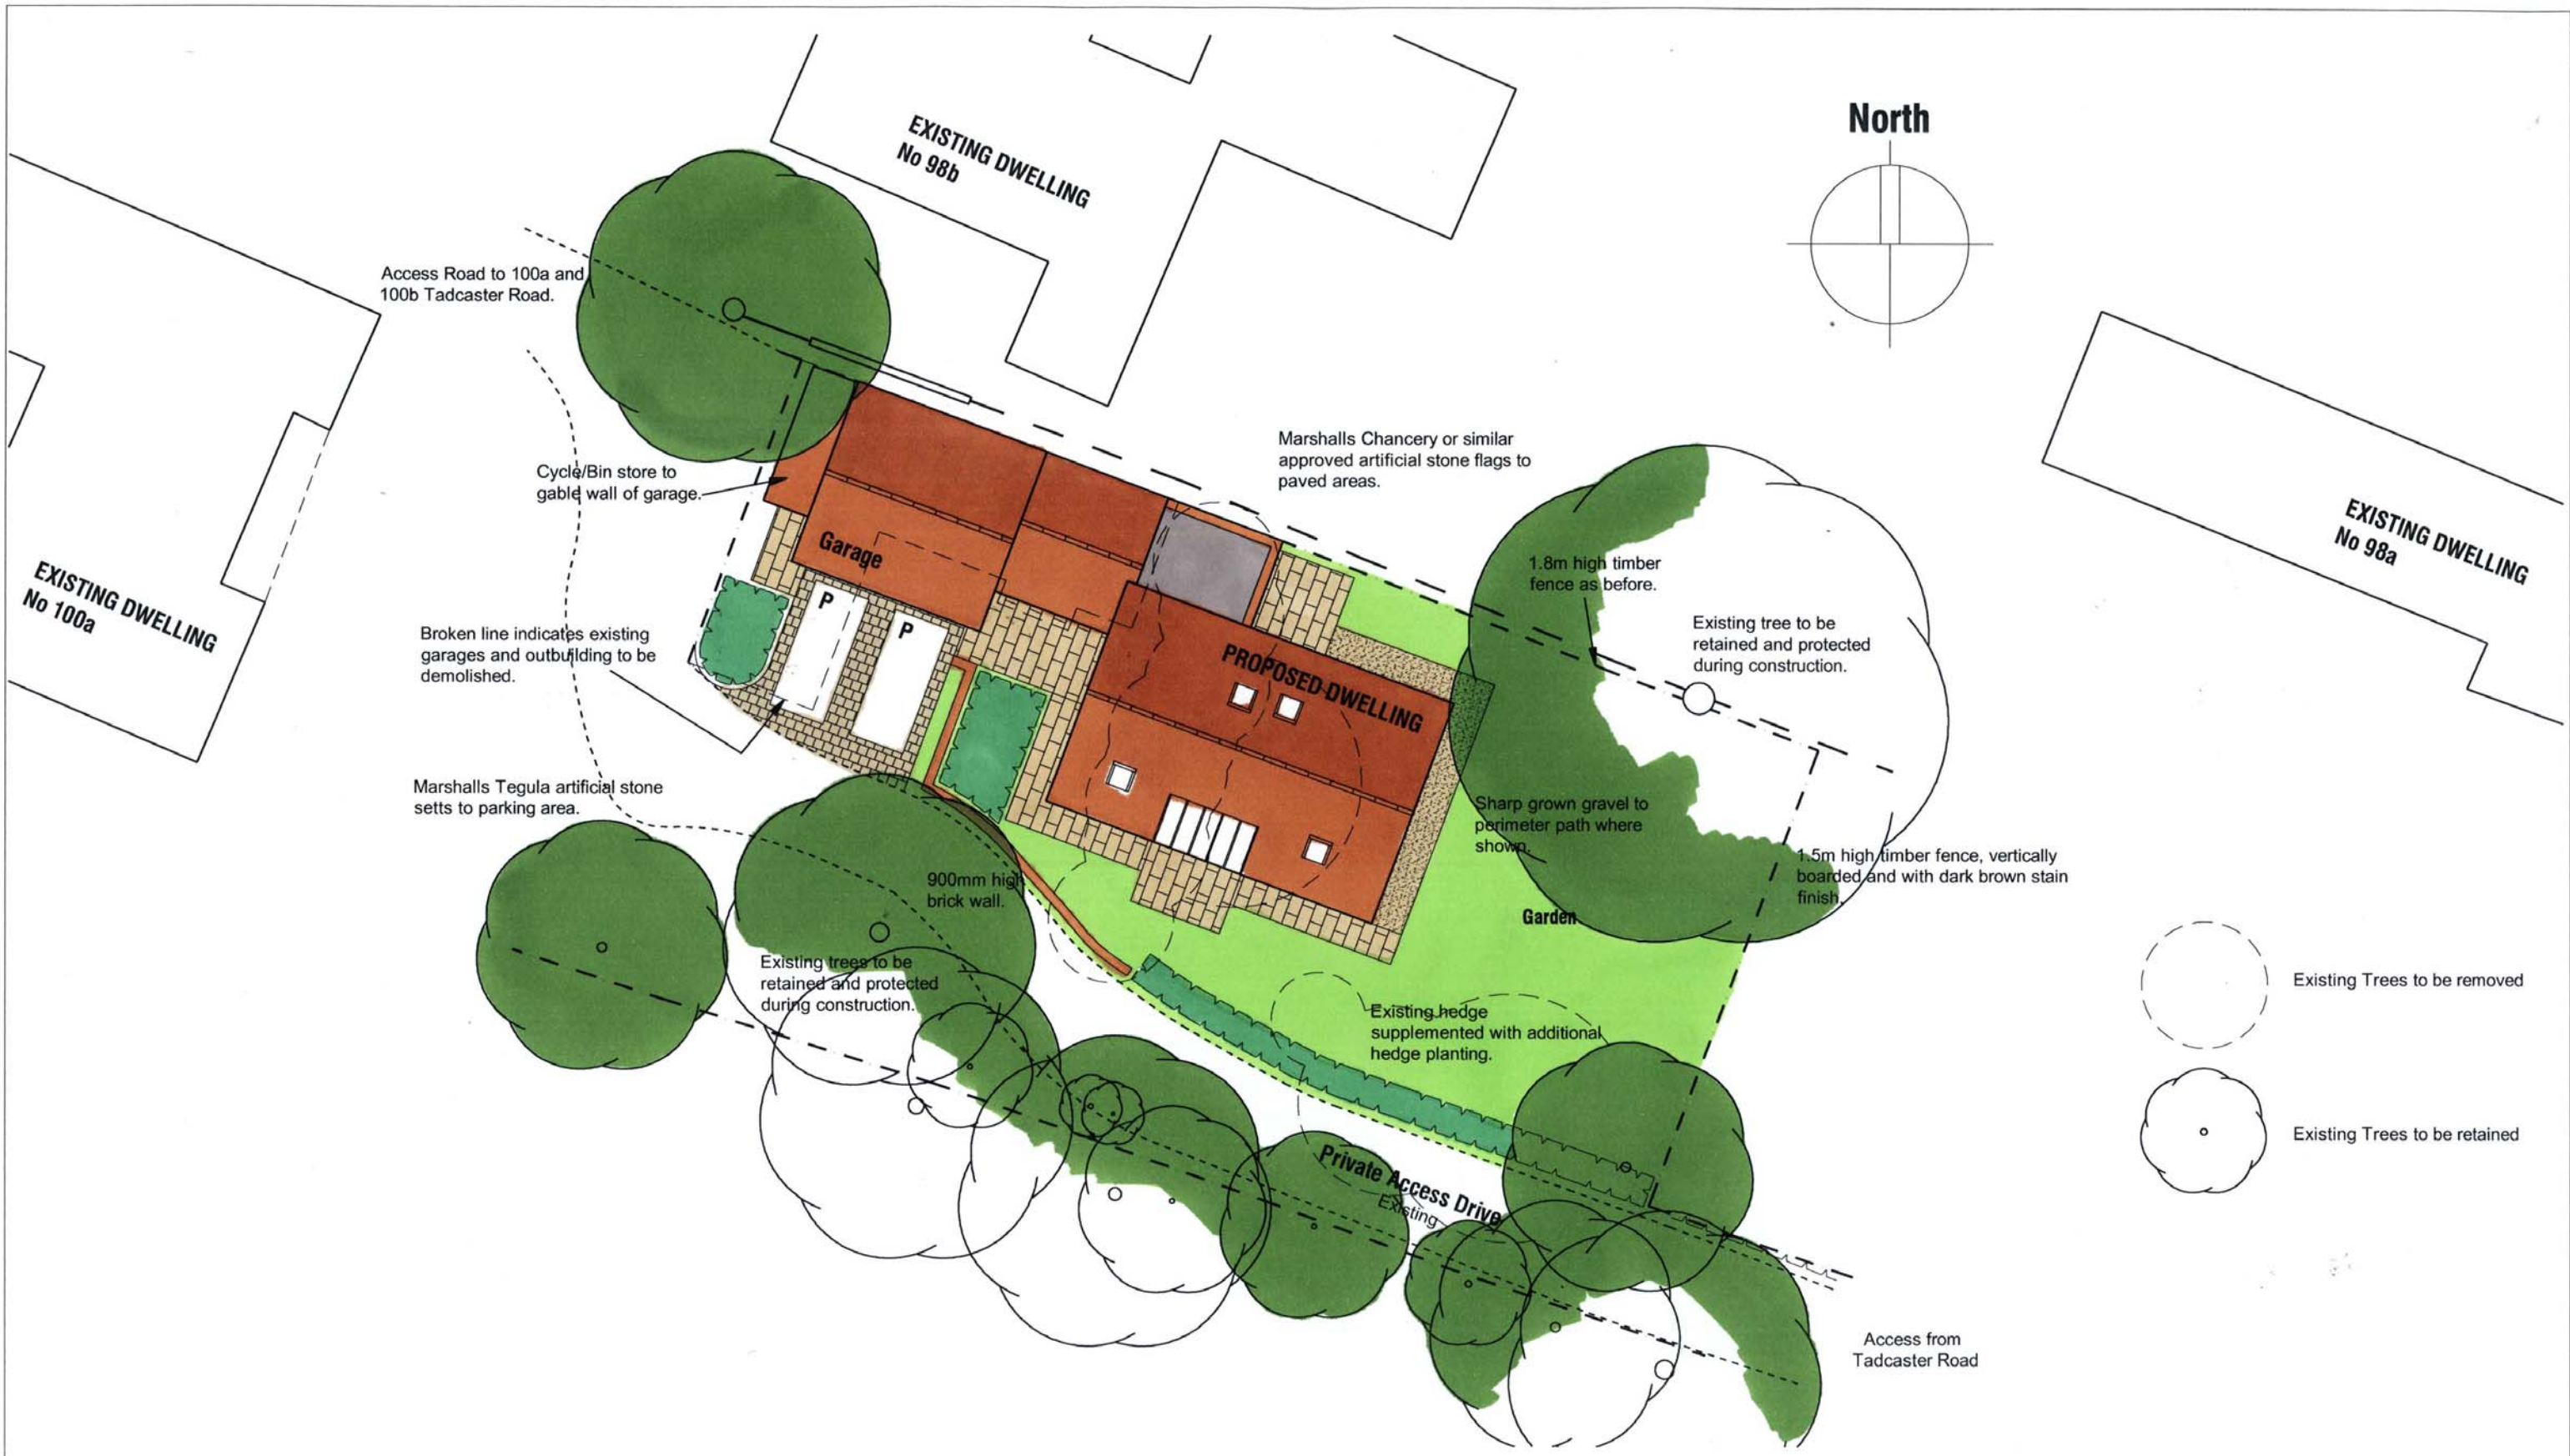 North
EXISTING DWELLING
No 98b
Access Road to 100a and
100b Tadcaster Road.
Marshalls Chancery or similar
approved artificial stone flags to
paved areas.
Cycle/Bin store to
gable wall of garage.
Garage
EXISTING DWELLING
No 98a
1.8m high timber
fence as before.
EXISTING DWELLING
No 100a
P
P
Existing tree to be
retained and protected
during construction.
Broken line indicates existing
garages and outbuilding to be
demolished.
PROPOSED DWELLING
Marshalls Tegula artificial stone
setts to parking area.
Sharp grown gravel to
perimeter path where
shown.
1.5m high timber fence, vertically
boarded and with dark brown stain
finish.
900mm high
brick wall.
Garden
Existing trees to be
retained and protected
during construction.
Existing Trees to be removed
Existing hedge
supplemented with additional
hedge planting.
Existing Trees to be retained
Private Access Drive
Existing
Access from
Tadcaster Road